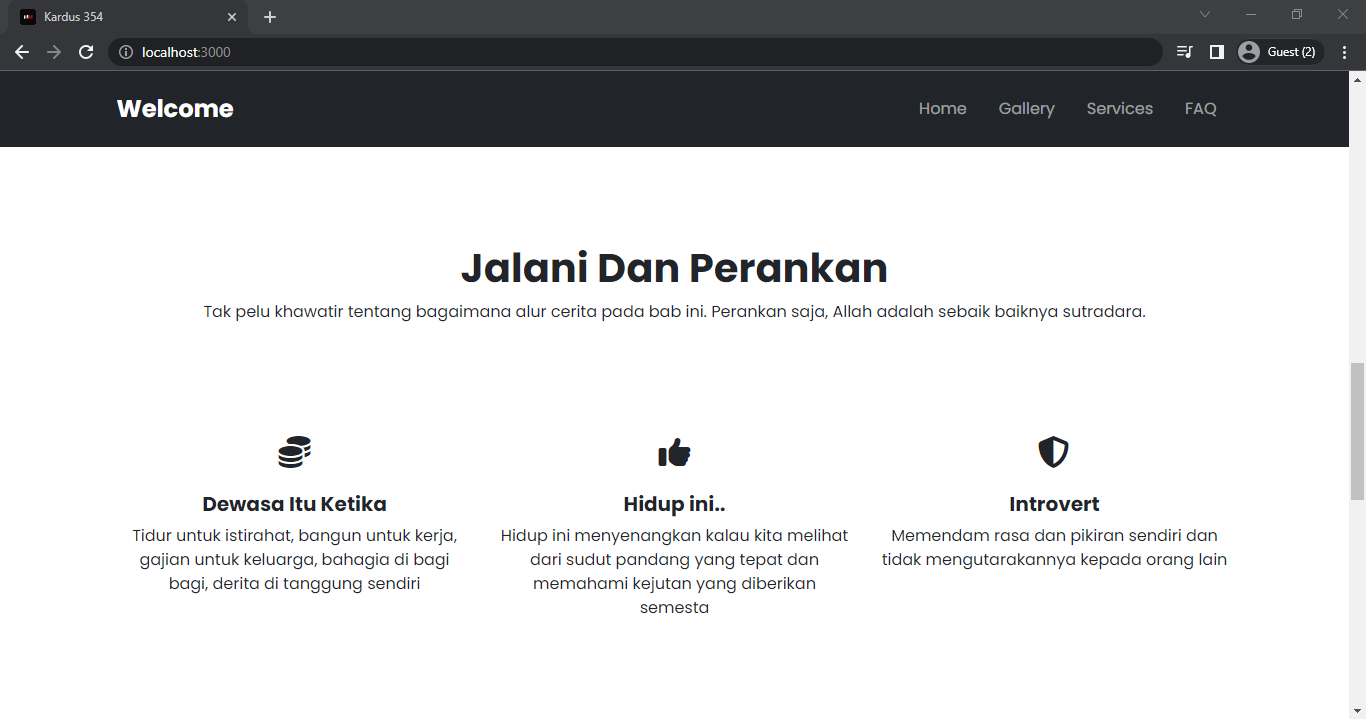 Kardus 354
localhost:3000
Guest (2)
Welcome
Home
Gallery
Services
FAQ
Jalani Dan Perankan
Tak pelu khawatir tentang bagaimana alur cerita pada bab ini. Perankan saja, Allah adalah sebaik baiknya sutradara.
Dewasa Itu Ketika
Tidur untuk istirahat, bangun untuk kerja,
gajian untuk keluarga, bahagia di bagi
bagi, derita di tanggung sendiri
Hidup ini..
Hidup ini menyenangkan kalau kita melihat
dari sudut pandang yang tepat dan
memahami kejutan yang diberikan
semesta
Introvert
Memendam rasa dan pikiran sendiri dan
tidak mengutarakannya kepada orang lain